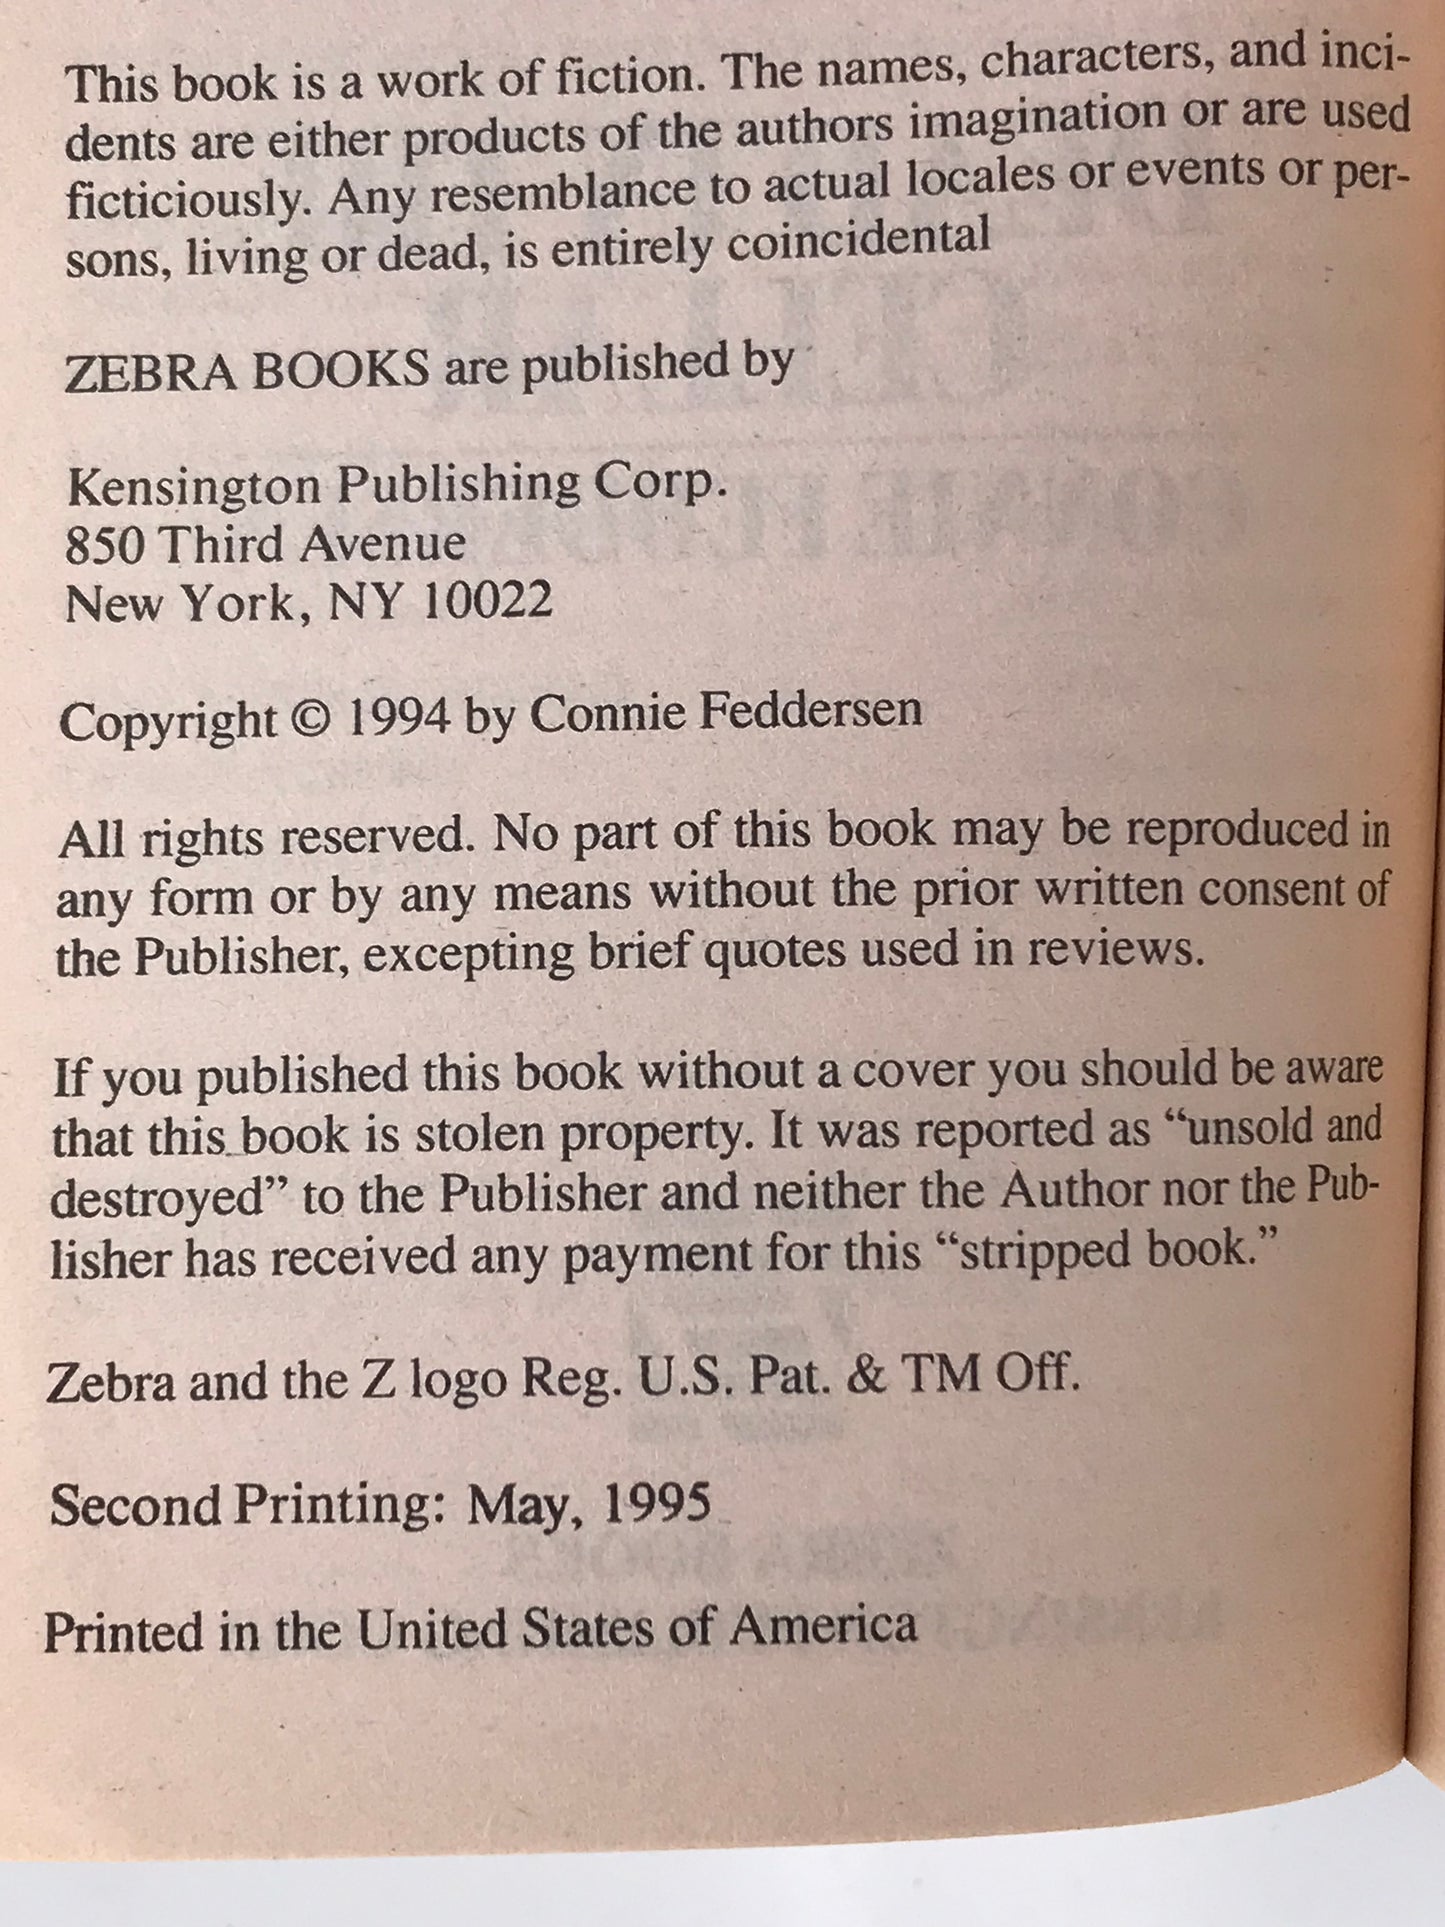 This book is a work of fiction. The names, characters, and inci-
dents are either products of the authors imagination or are used
ficticiously. Any resemblance to actual locales or events or per-
sons, living or dead, is entirely coincidental
ZEBRA BOOKS are published by
Kensington Publishing Corp.
850 Third Avenue
New York, NY 10022
Copyright © 1994 by Connie Feddersen
All rights reserved. No part of this book may be reproduced in
any form or by any means without the prior written consent of
the Publisher, excepting brief quotes used in reviews.
If you published this book without a cover you should be aware
that this book is stolen property. It was reported as “unsold and
destroyed” to the Publisher and neither the Author nor the Pub-
lisher has received any payment for this “stripped book.”
Zebra and the Z logo Reg. U.S. Pat. & TM Off.
Second Printing: May, 1995
Printed in the United States of America